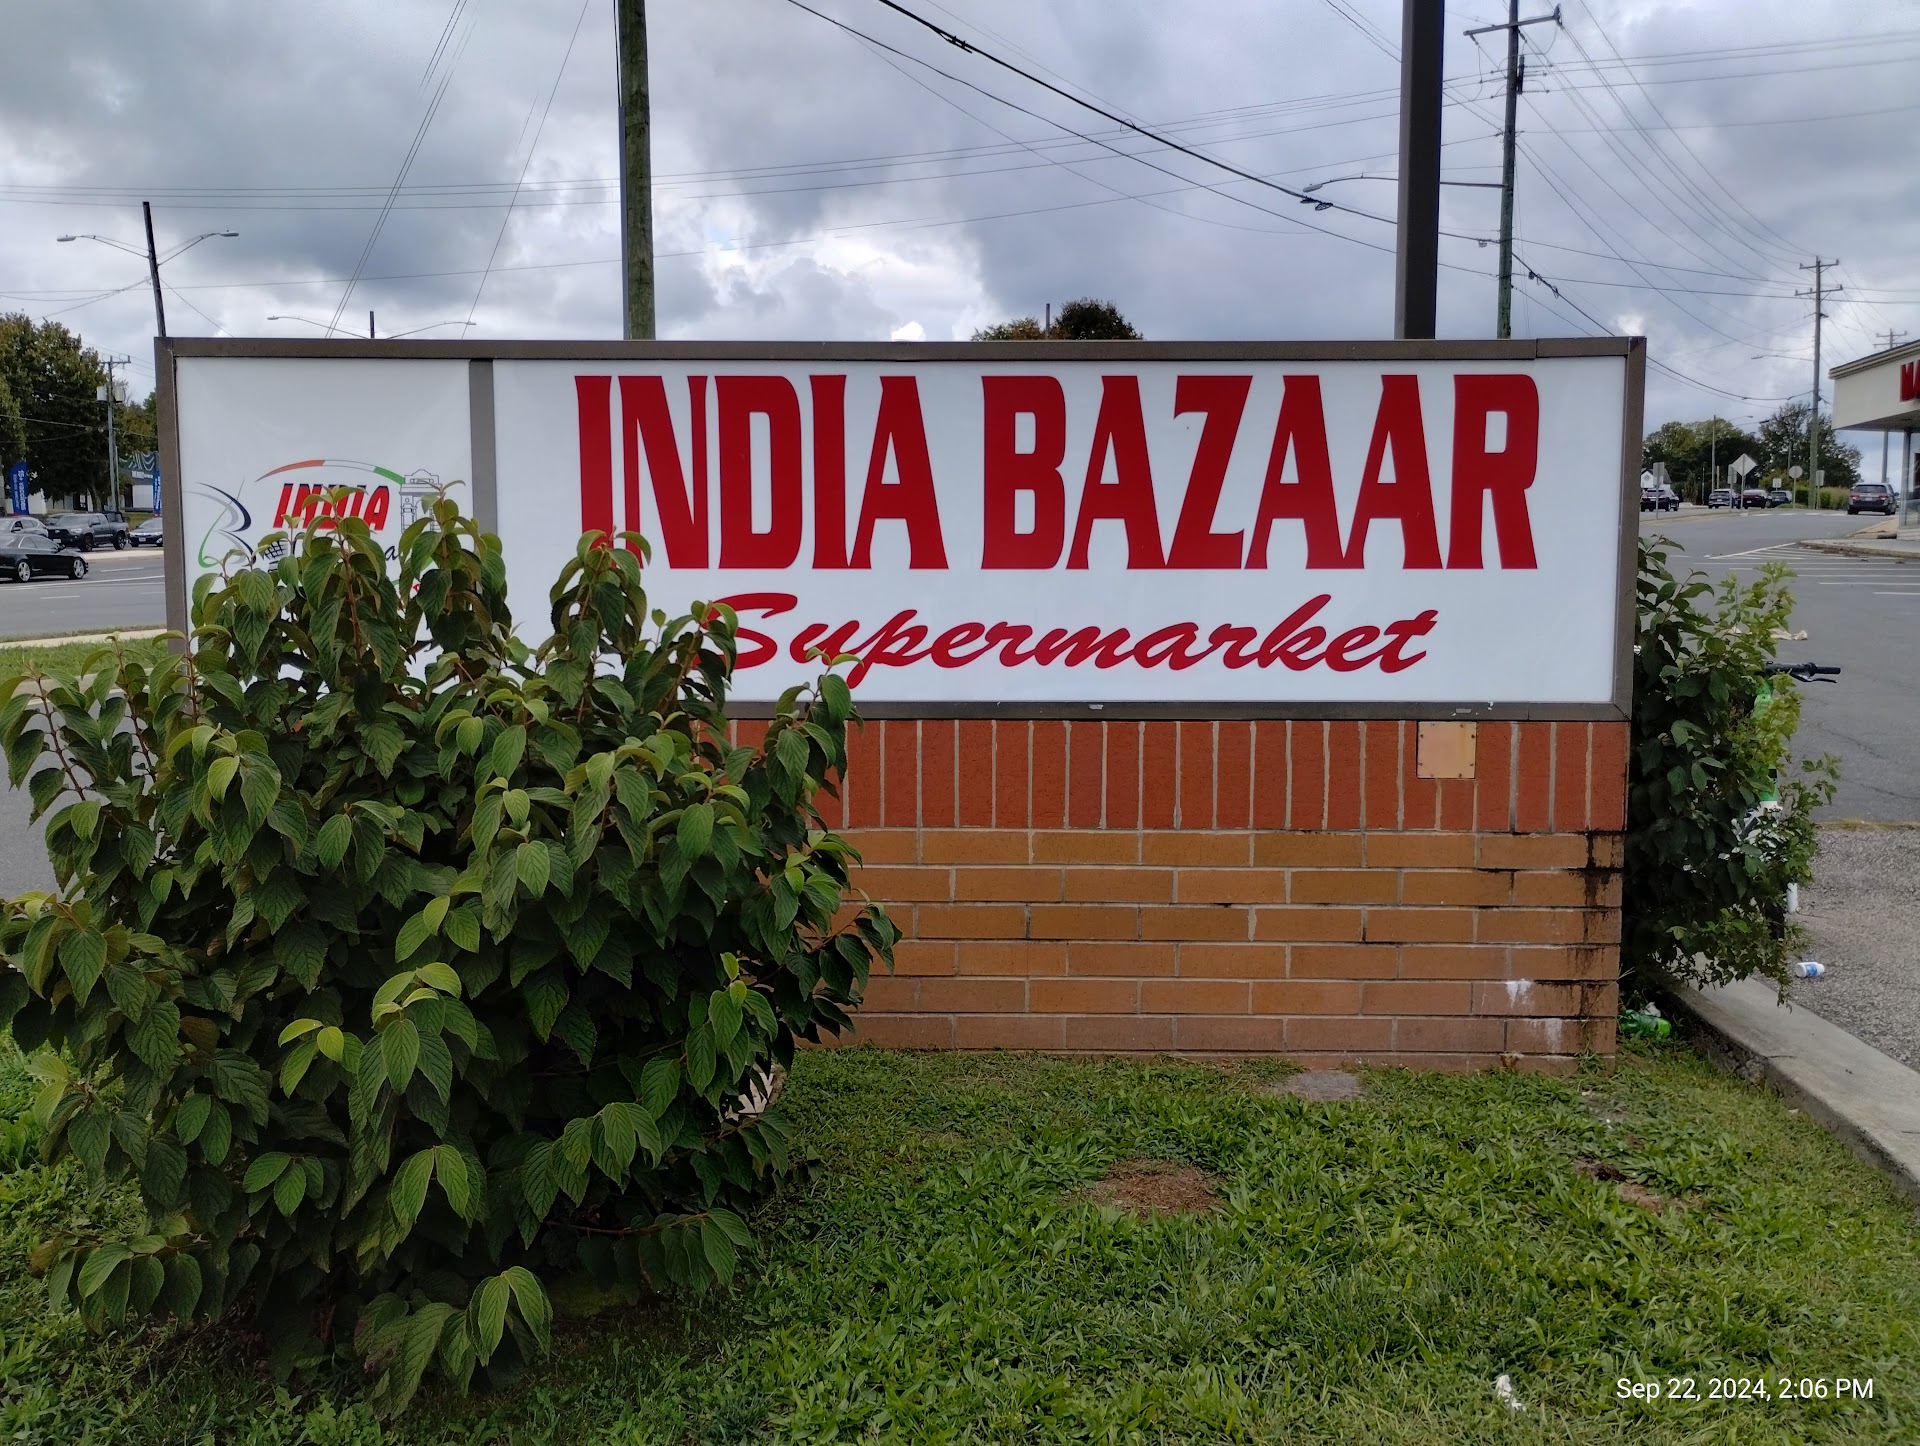 INDIA
INDIA BAZAAR
Supermarket
Sep 22, 2024, 2:06 PM